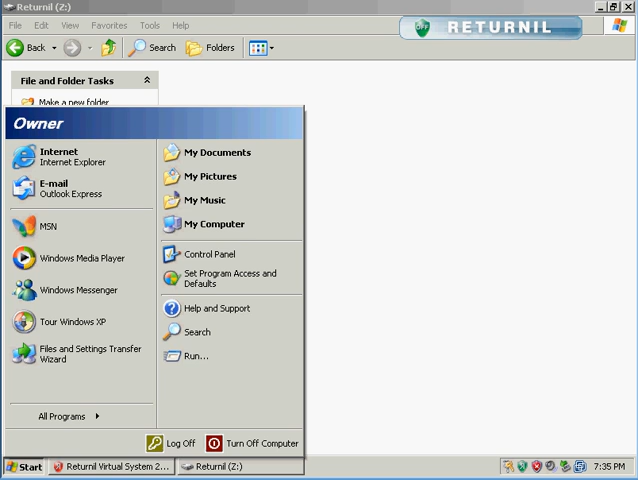 Returnil (Z:)
File Edit View Favorites Tools Help
OFF RETURNIL
Back Search Folders
File and Folder Tasks
Make a new folder
Owner
Internet
Internet Explorer
E-mail
Outlook Express
MSN
Windows Media Player
Windows Messenger
Tour Windows XP
Files and Settings Transfer
Wizard
All Programs
My Documents
My Pictures
My Music
My Computer
Control Panel
Set Program Access and
Defaults
Help and Support
Search
Run...
Log Off Turn Off Computer
Start Returnil Virtual System 2... Returnil (Z:) 7:35 PM